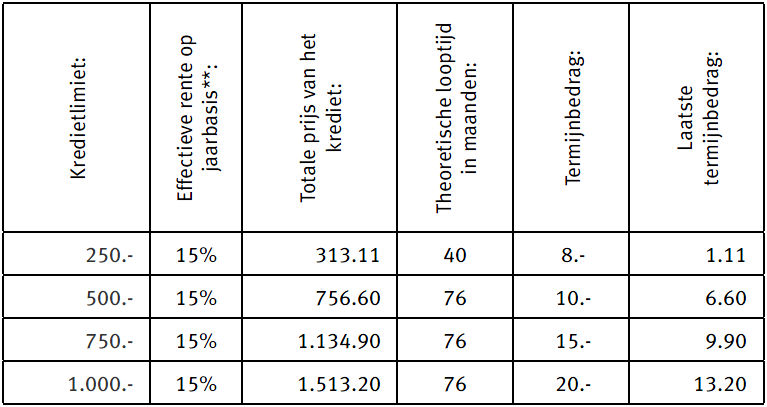 Kredietlimiet:
Effectieve rente op
jaarbasis**:
Totale prijs van het
krediet:
Theoretische looptijd
in maanden:
Termijnbedrag:
Laatste
termijnbedrag:
250.- 15% 313.11 40 8.- 1.11
500.- 15% 756.60 76 10.- 6.60
750.- 15% 1.134.90 76 15.- 9.90
1.000.- 15% 1.513.20 76 20.- 13.20